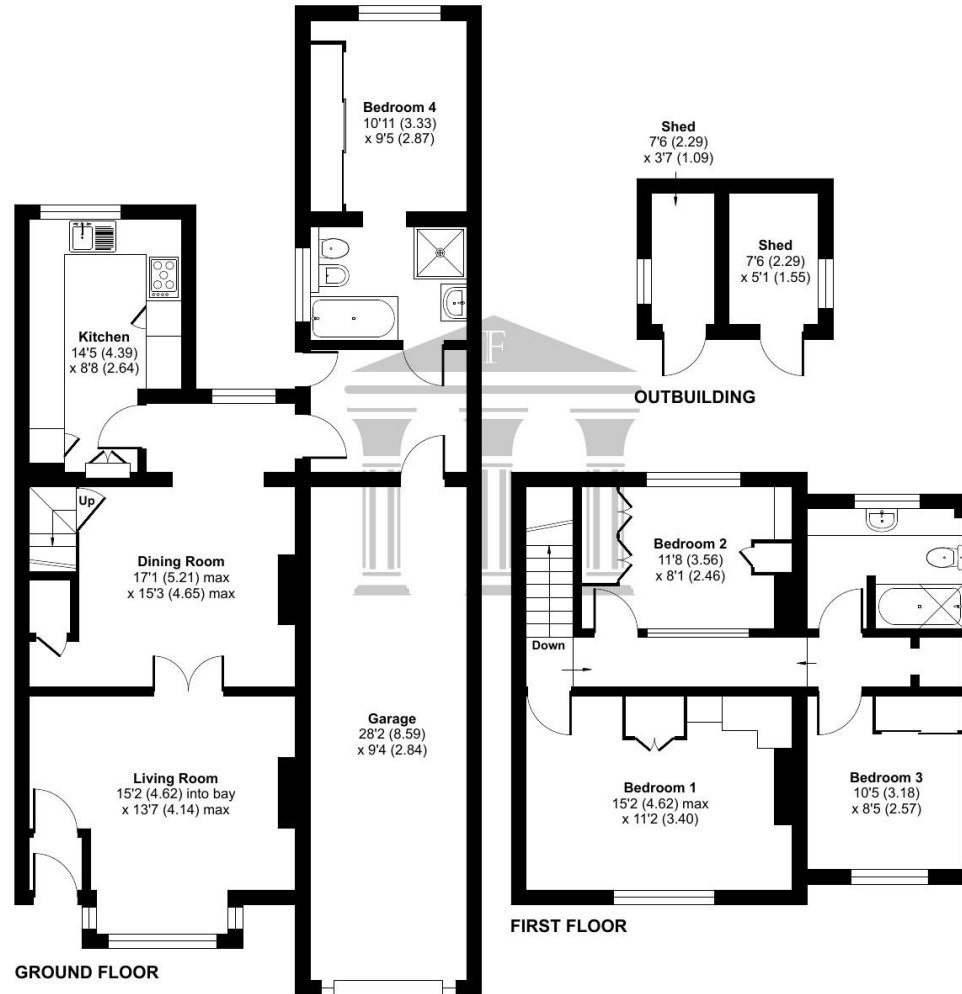 Bedroom 4
10'11 (3.33)
x 9'5 (2.87)
Shed
7'6 (2.29)
x 3'7 (1.09)
Shed
7'6 (2.29)
x 5'1 (1.55)
OUTBUILDING
Kitchen
14'5 (4.39)
x 8'8 (2.64)
F
Up
Dining Room
17'1 (5.21) max
x 15'3 (4.65) max
Garage
28'2 (8.59)
x 9'4 (2.84)
Living Room
15'2 (4.62) into bay
x 13'7 (4.14) max
GROUND FLOOR
Bedroom 2
11'8 (3.56)
x 8'1 (2.46)
Down
Bedroom 1
15'2 (4.62) max
x 11'2 (3.40)
Bedroom 3
10'5 (3.18)
x 8'5 (2.57)
FIRST FLOOR